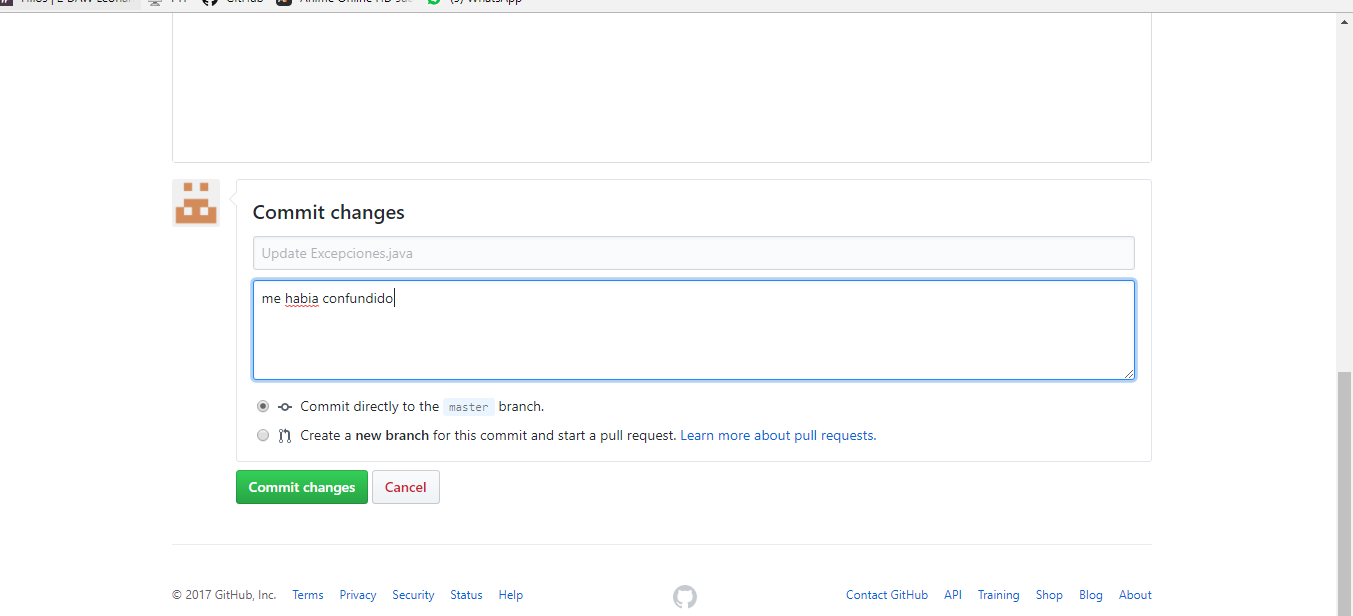 GitHub
WhatsApp
Commit changes
Update Excepciones.java
me habia confundido
Commit directly to the master branch.
Create a new branch for this commit and start a pull request. Learn more about pull requests.
Commit changes Cancel
© 2017 GitHub, Inc. Terms Privacy Security Status Help Contact GitHub API Training Shop Blog About